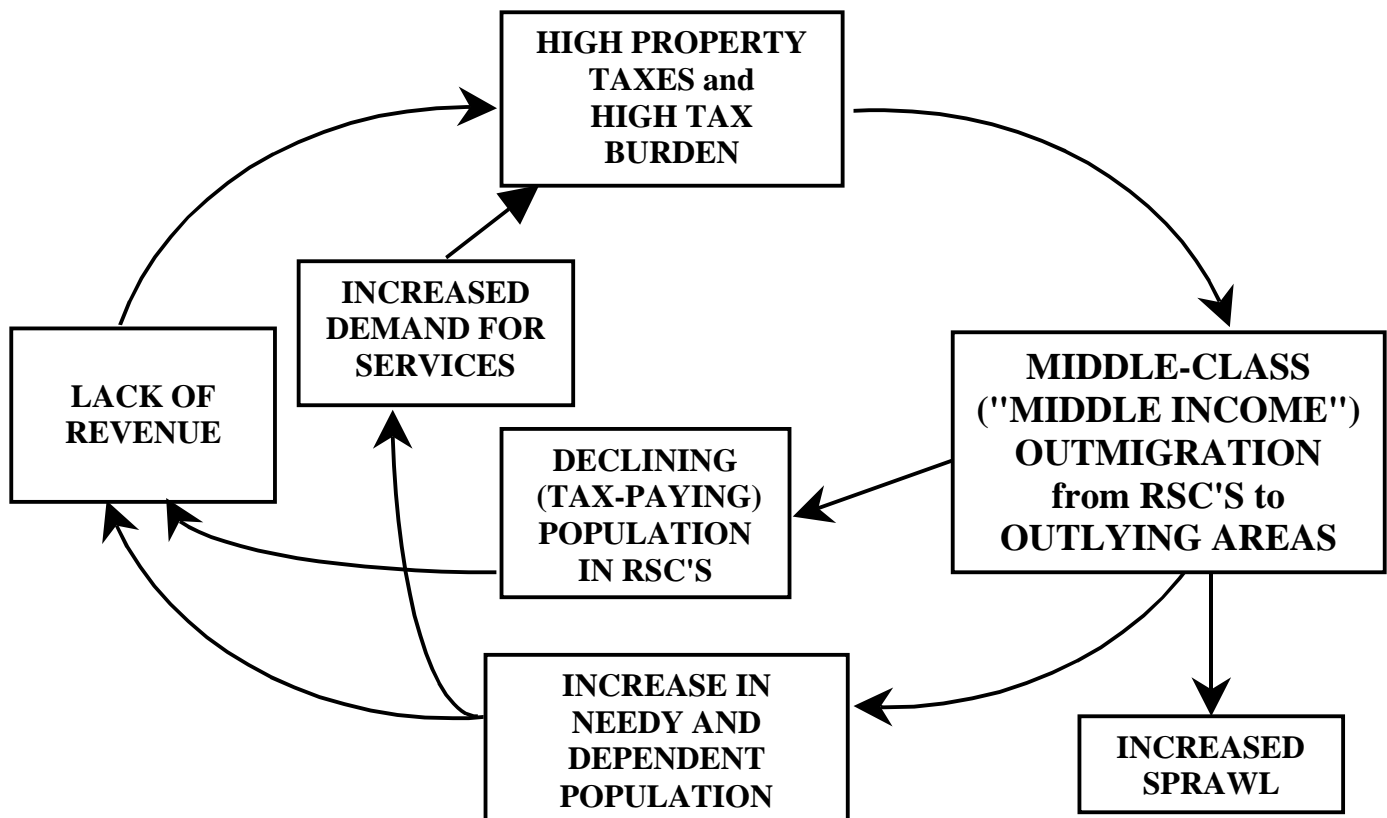 HIGH PROPERTY
TAXES and
HIGH TAX
BURDEN
INCREASED
DEMAND FOR
SERVICES
LACK OF
REVENUE
MIDDLE-CLASS
("MIDDLE INCOME")
OUTMIGRATION
from RSC'S to
OUTLYING AREAS
DECLINING
(TAX-PAYING)
POPULATION
IN RSC'S
INCREASE IN
NEEDY AND
DEPENDENT
POPULATION
INCREASED
SPRAWL